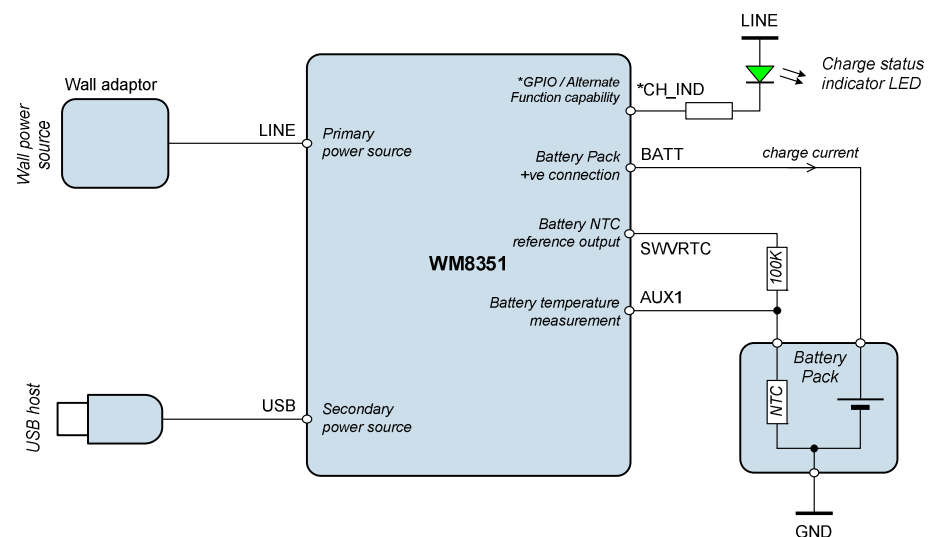 LINE
Charge status
indicator LED
*GPIO / Alternate
Function capability
*CH_IND
Wall adaptor
Wall power
source
LINE
Primary
power source
Battery Pack
+ve connection
BATT
charge current
Battery NTC
reference output
SWVRTC
WM8351
100K
Battery temperature
measurement
AUX1
Battery
Pack
NTC
USB host
USB
Secondary
power source
GND